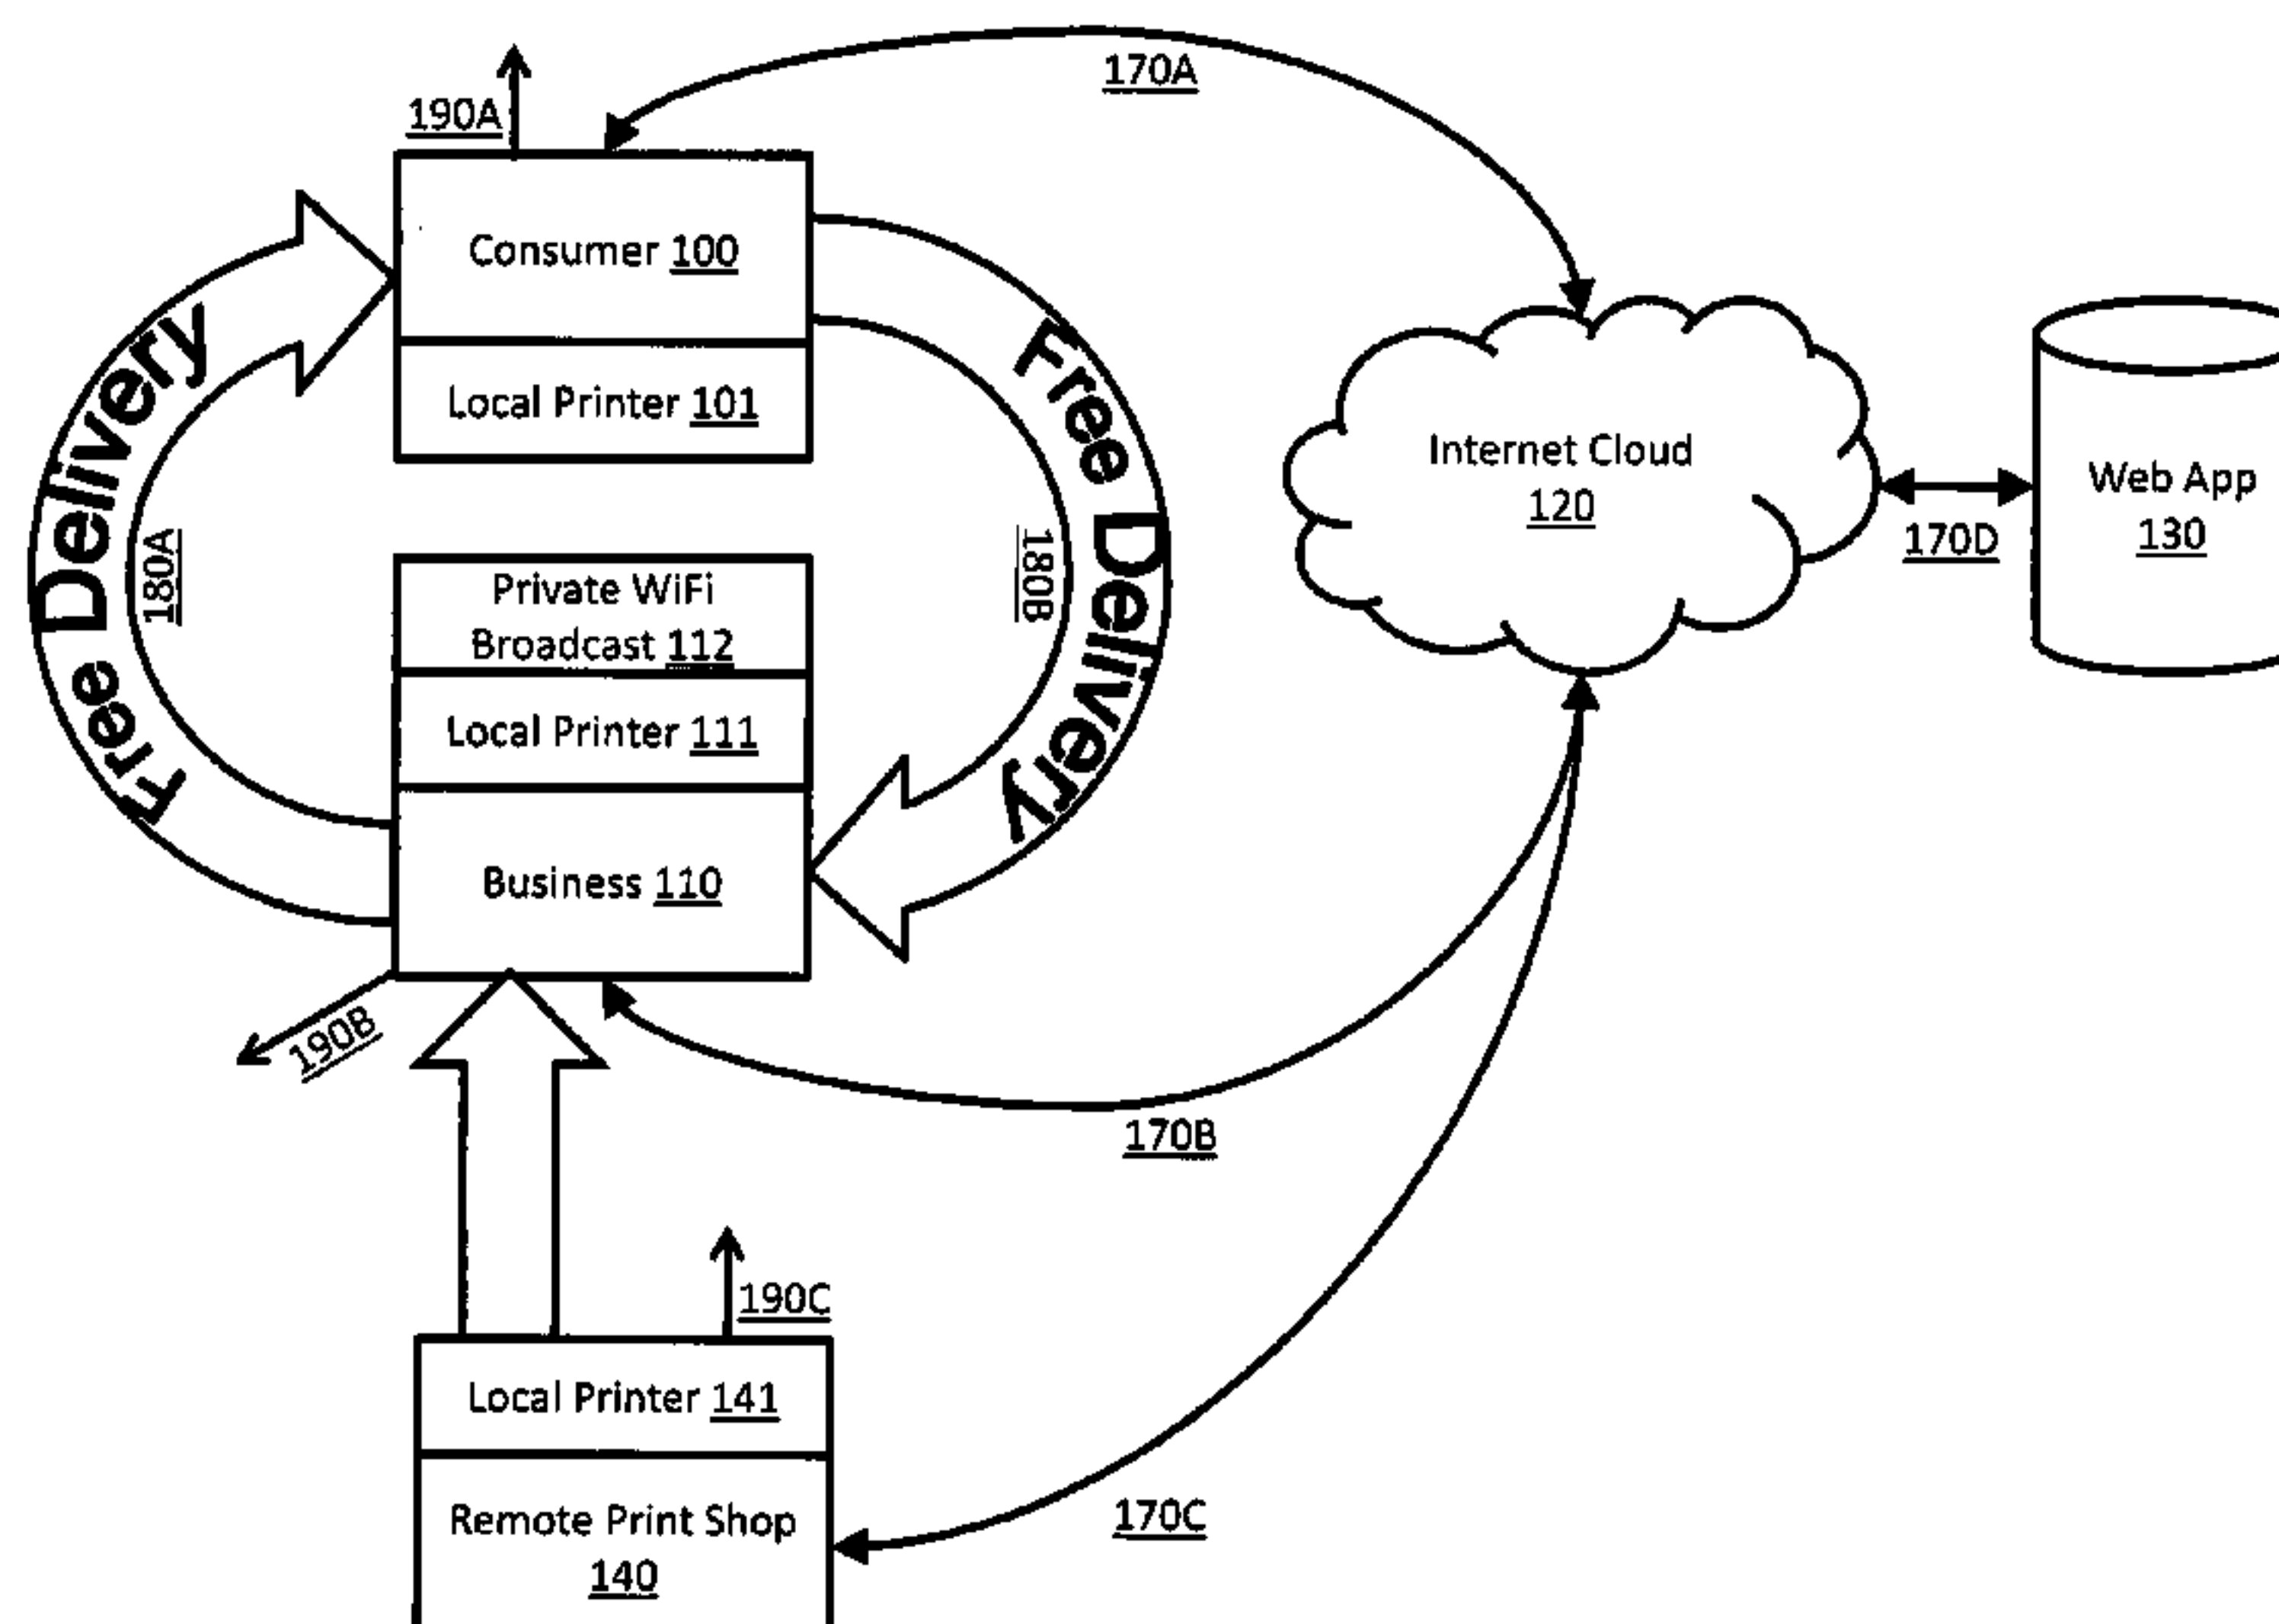 170A
190A
Consumer 100
Local Printer 101
Free Delivery
180A
Free Delivery
180B
Private WiFi
Broadcast 112
Local Printer 111
Business 110
Internet Cloud
120
170D
Web App
130
190B
170B
190C
Local Printer 141
Remote Print Shop
140
170C